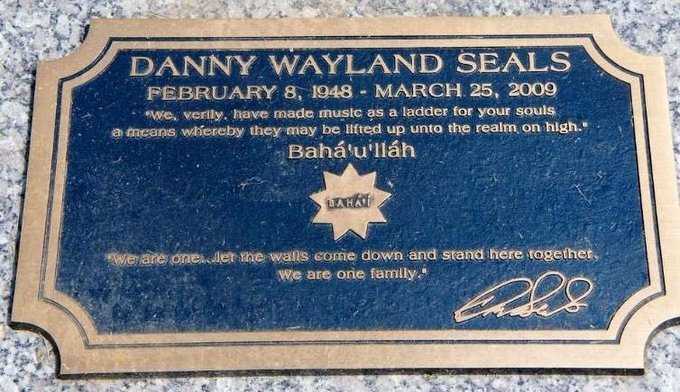 DANNY WAYLAND SEALS
FEBRUARY 8, 1948 - MARCH 25, 2009
"We, verily, have made music as a ladder for your souls
a means whereby they may be lifted up unto the realm on high."
Bahá'u'lláh
BAHÁ'Í
"We are one...let the walls come down and stand here together.
We are one family."